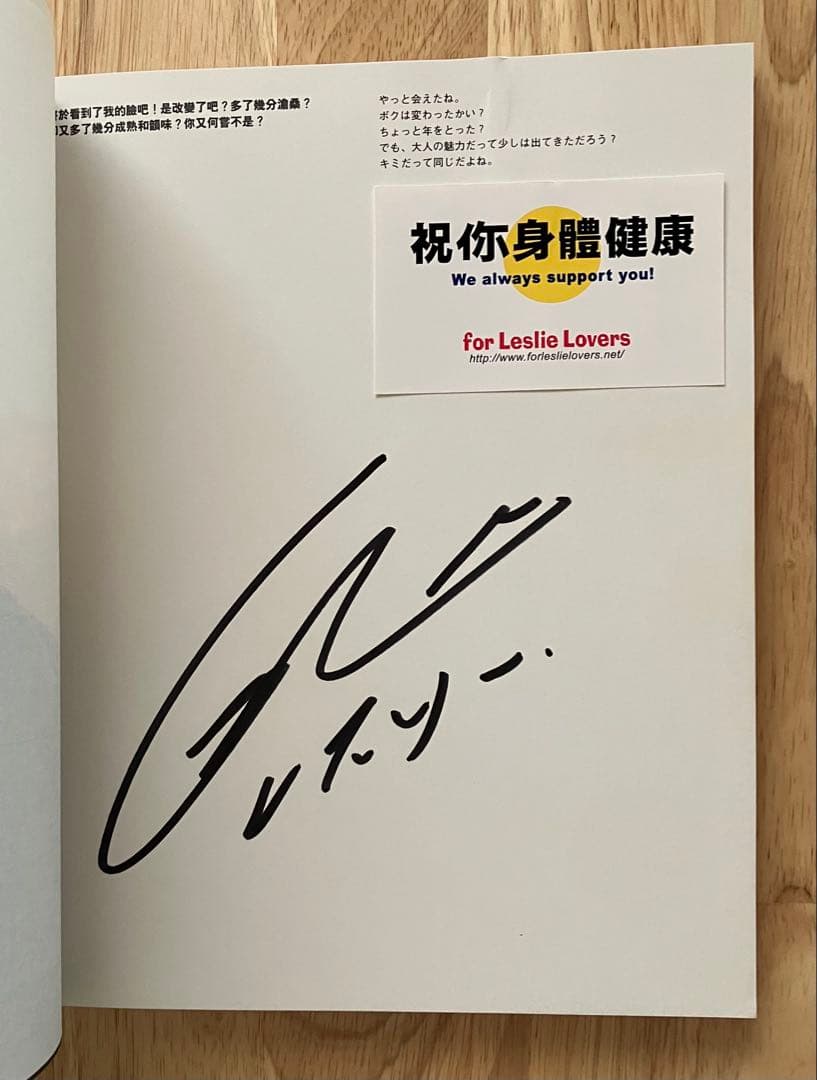 於看到了我的臉吧！是改變了吧？多了幾分滄桑？
又多了幾分成熟和韻味？你又何嘗不是？
やっと会えたね。
ボクは変わったかい？
ちょっと年をとった？
でも、大人の魅力だって少しは出てきただろう？
キミだって同じだよね。
祝你身體健康
We always support you!
for Leslie Lovers
http://www.forleslielovers.net/